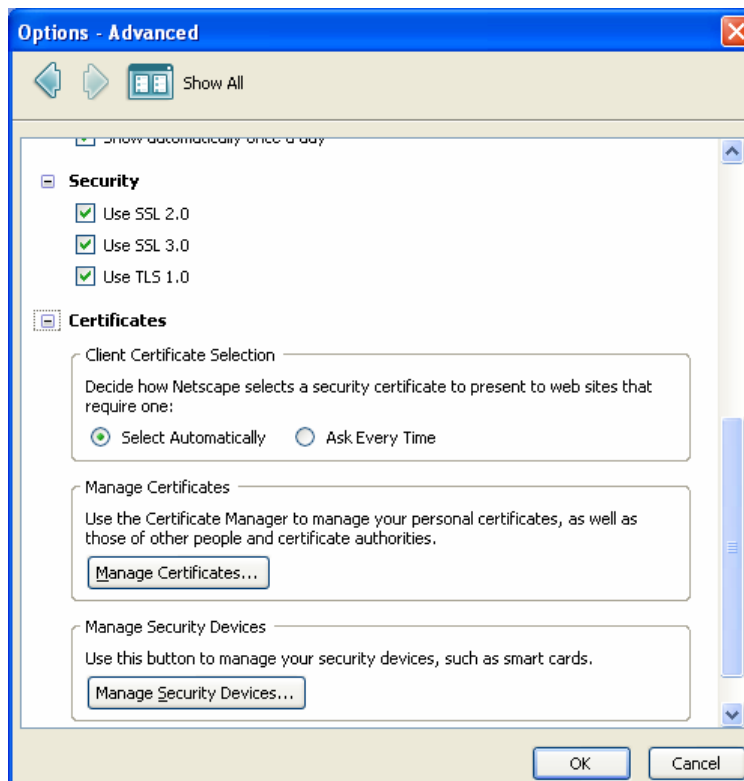 Options - Advanced
Show All
Show automatically once a day
Security
Use SSL 2.0
Use SSL 3.0
Use TLS 1.0
Certificates
Client Certificate Selection
Decide how Netscape selects a security certificate to present to web sites that
require one:
Select Automatically Ask Every Time
Manage Certificates
Use the Certificate Manager to manage your personal certificates, as well as
those of other people and certificate authorities.
Manage Certificates...
Manage Security Devices
Use this button to manage your security devices, such as smart cards.
Manage Security Devices...
OK Cancel